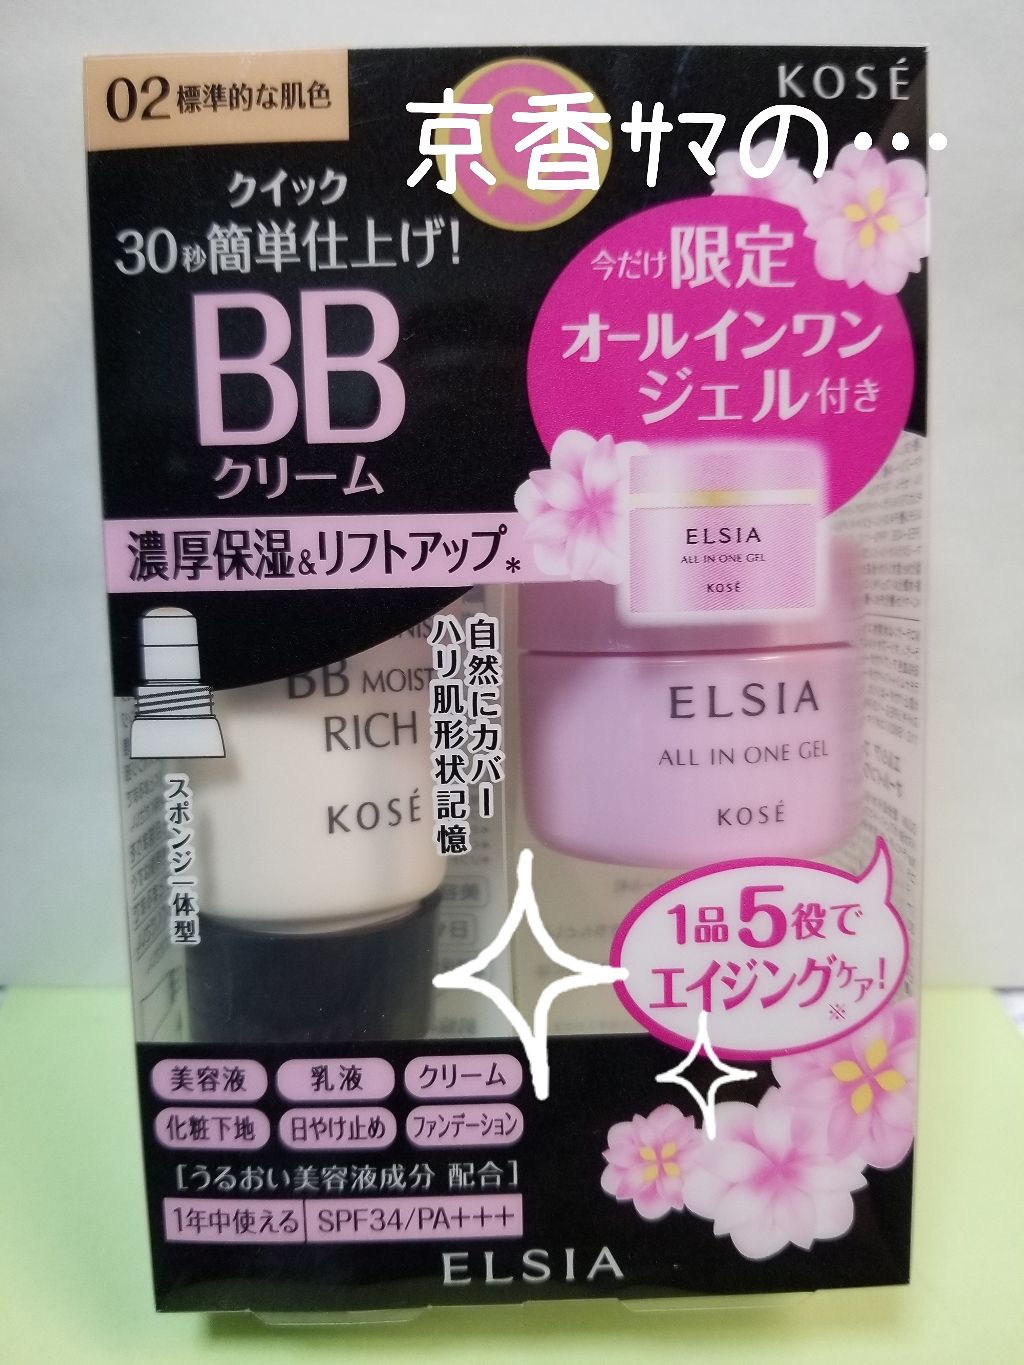 KOSÉ
02 標準的な肌色
京香ｻﾏの…
クイック
30秒簡単仕上げ!
BB
クリーム
濃厚保湿&リフトアップ*
今だけ限定
オールインワン
ジェル付き
ELSIA
ALL IN ONE GEL
KOSÉ
BB MOIST
RICH
KOSÉ
自然にカバー
ハリ肌形状記憶
スポンジ一体型
ELSIA
ALL IN ONE GEL
KOSÉ
1品5役で
エイジングケア!
※
美容液 乳液 クリーム
化粧下地 日やけ止め ファンデーション
[うるおい美容液成分 配合]
1年中使える SPF34/PA+++
ELSIA